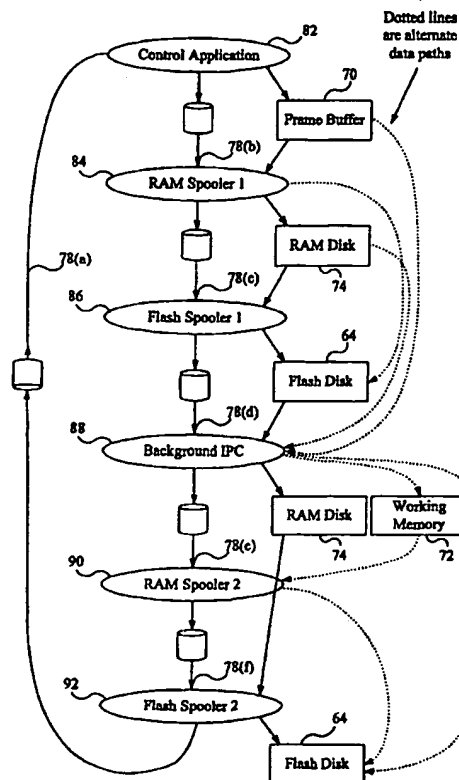 82
Dotted lines
are alternate
data paths
Control Application
70
Framo Buffer
78(b)
84
RAM Spooler 1
RAM Disk
78(a)
78(c)
74
86
Flash Spooler 1
64
Flash Disk
78(d)
88
Background IPC
RAM Disk
Working
Memory
74
72
78(e)
90
RAM Spooler 2
78(f)
92
64
Flash Spooler 2
Flash Disk